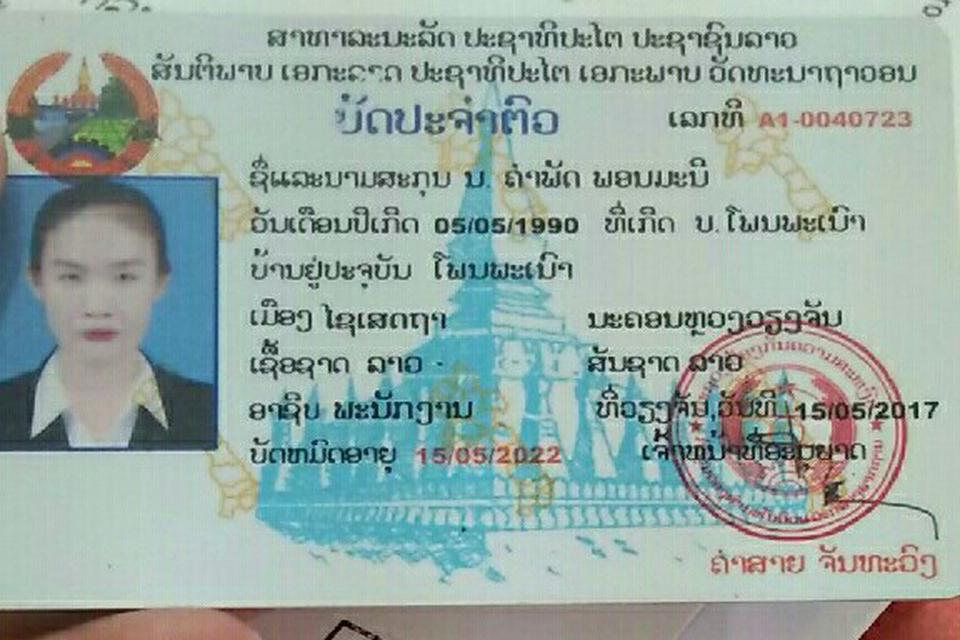 ສາທາລະນະລັດ ປະຊາທິປະໄຕ ປະຊາຊົນລາວ
ສັນຕິພາບ ເອກະລາດ ປະຊາທິປະໄຕ ເອກະພາບ ວັດທະນາຖາວອນ
ບັດປະຈຳຕົວ ເລກທີ A1-0040723
ຊື່ແລະນາມສະກຸນ ນ. ຄຳພັດ ພອນມະນີ
ວັນເດືອນປີເກີດ 05/05/1990 ທີ່ເກີດ ບ. ໂພນພະເນົາ
ບ້ານຢູ່ປະຈຸບັນ ໂພນພະເນົາ
ເມືອງ ໄຊເສດຖາ ນະຄອນຫຼວງວຽງຈັນ
ເຊື້ອຊາດ ລາວ ສັນຊາດ ລາວ
ອາຊີບ ພະນັກງານ ທີ່ວຽງຈັນ,ວັນທີ 15/05/2017
ບັດຫມົດອາຍຸ 15/05/2022 ເຈົ້າຫນ້າທີ່ອະນຸຍາດ
ຄຳສາຍ ຈັນທະວົງ